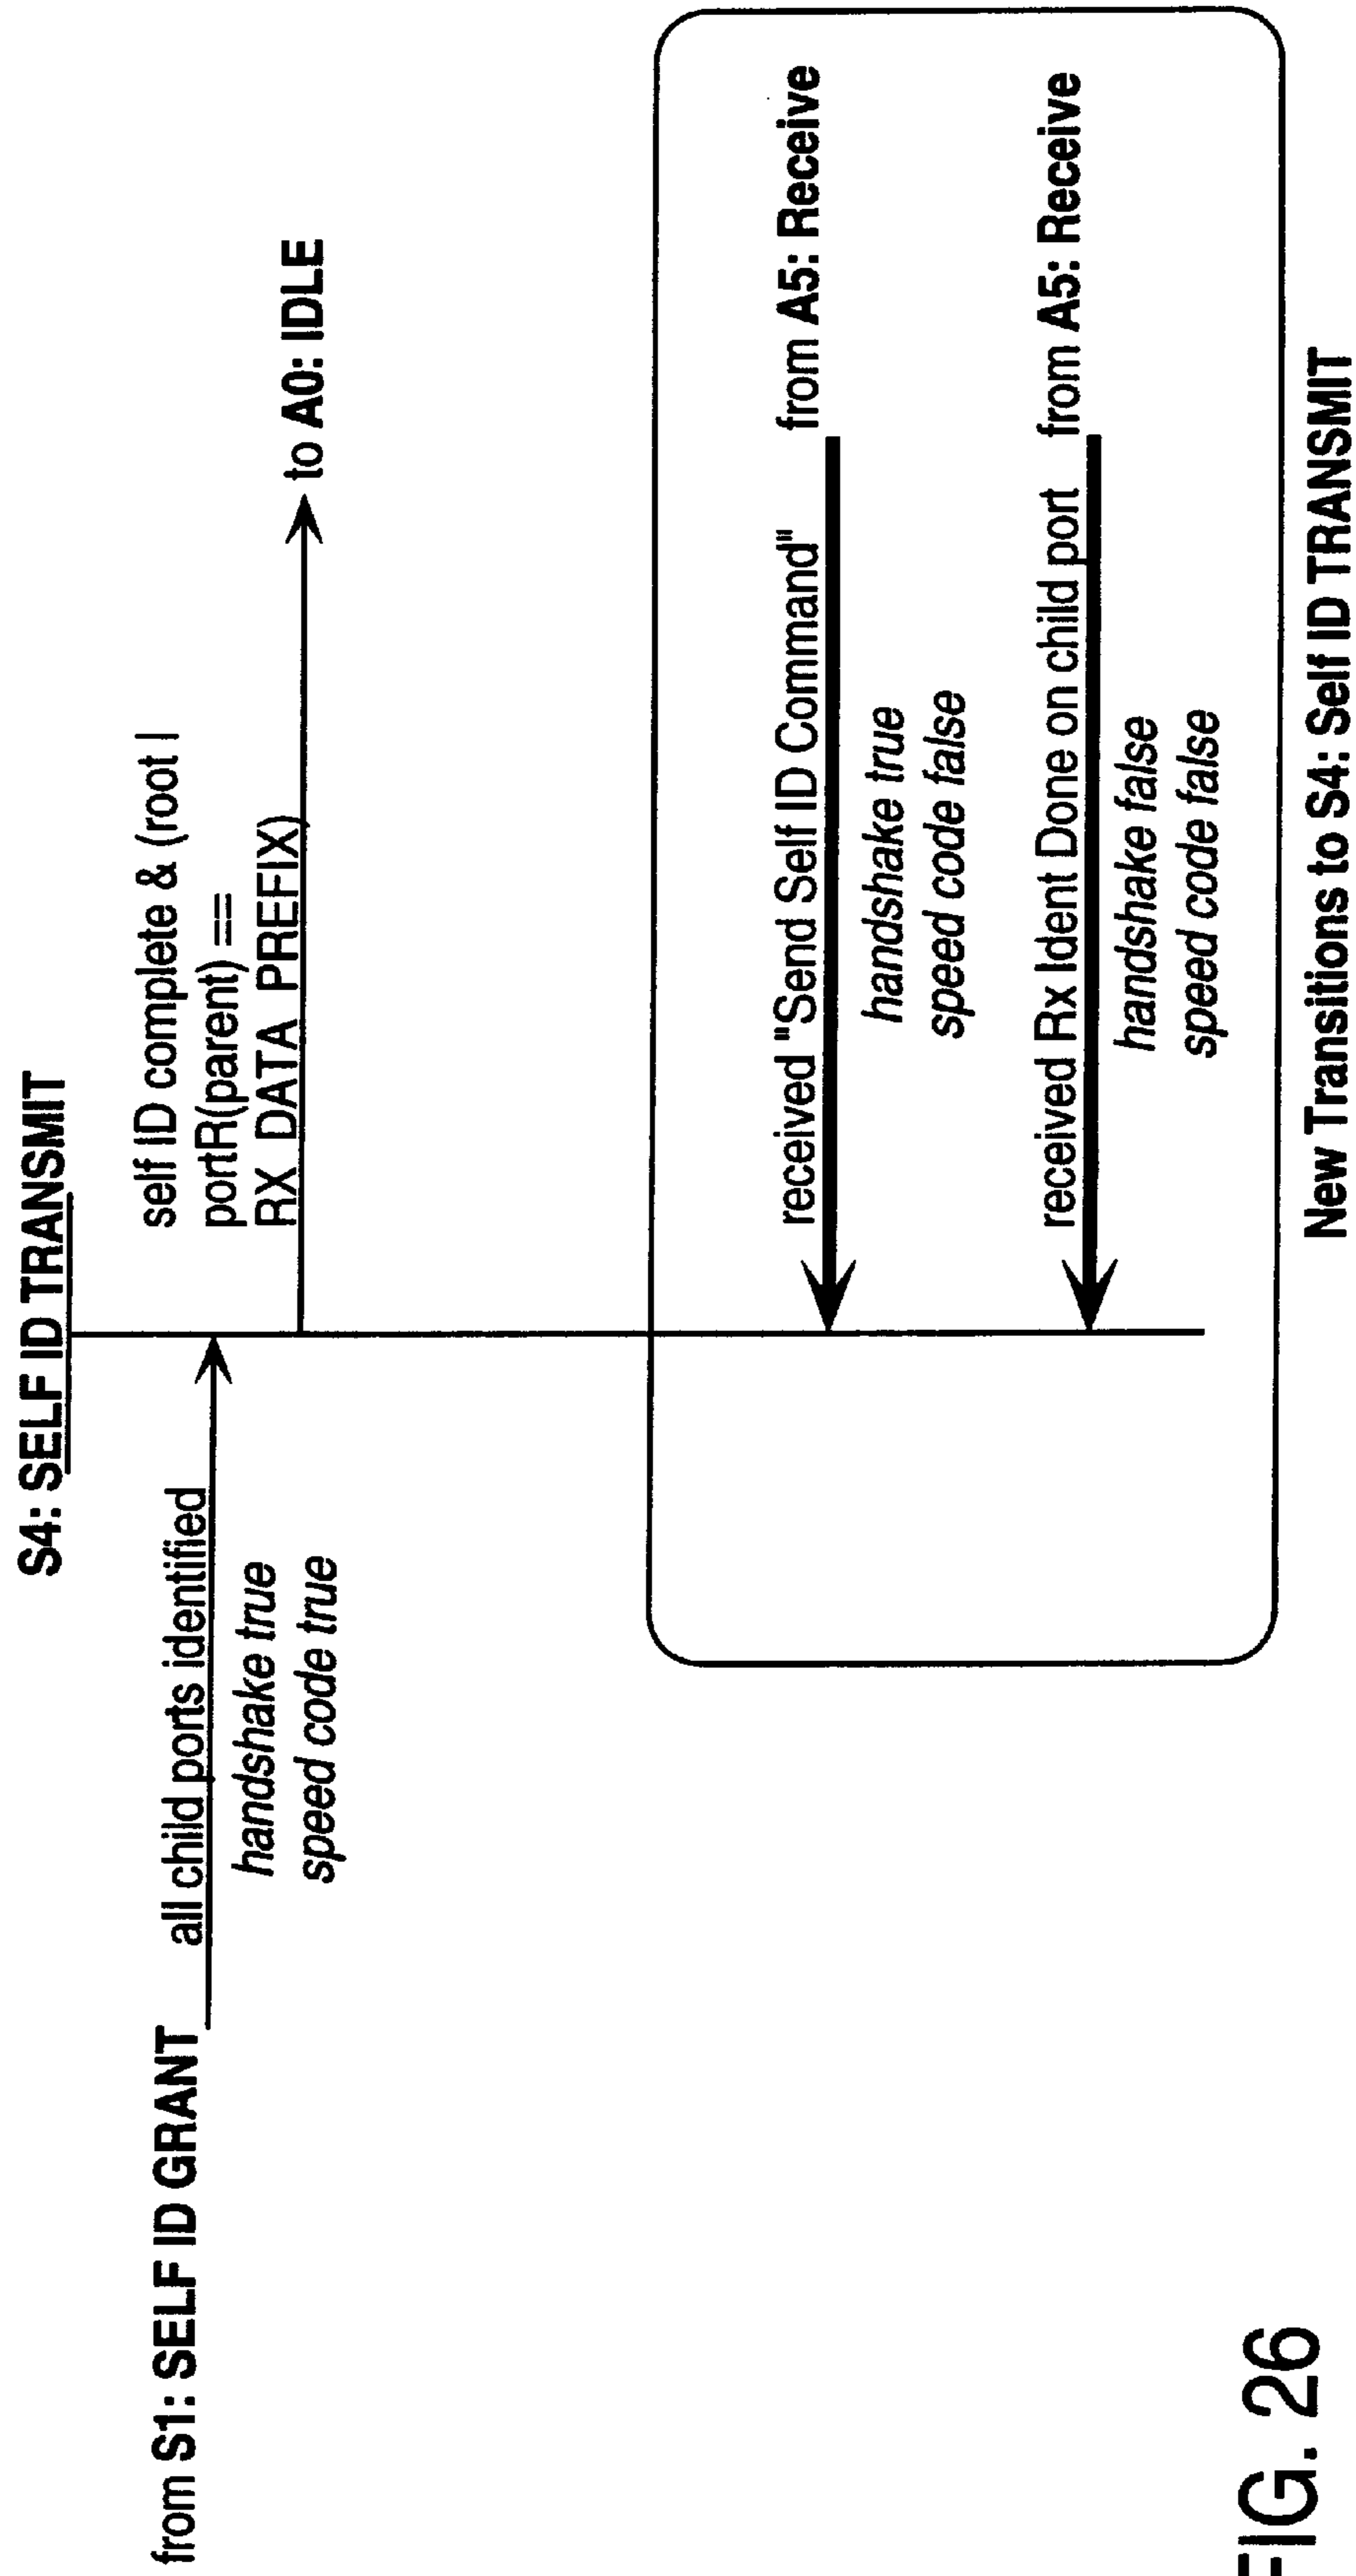 S4: SELF ID TRANSMIT
from S1: SELF ID GRANT
all child ports identified
handshake true
speed code true
self ID complete & (root |
portR(parent) ==
RX DATA PREFIX)
to A0: IDLE
received "Send Self ID Command"
from A5: Receive
handshake true
speed code false
received Rx Ident Done on child port
from A5: Receive
handshake false
speed code false
New Transitions to S4: Self ID TRANSMIT
FIG. 26